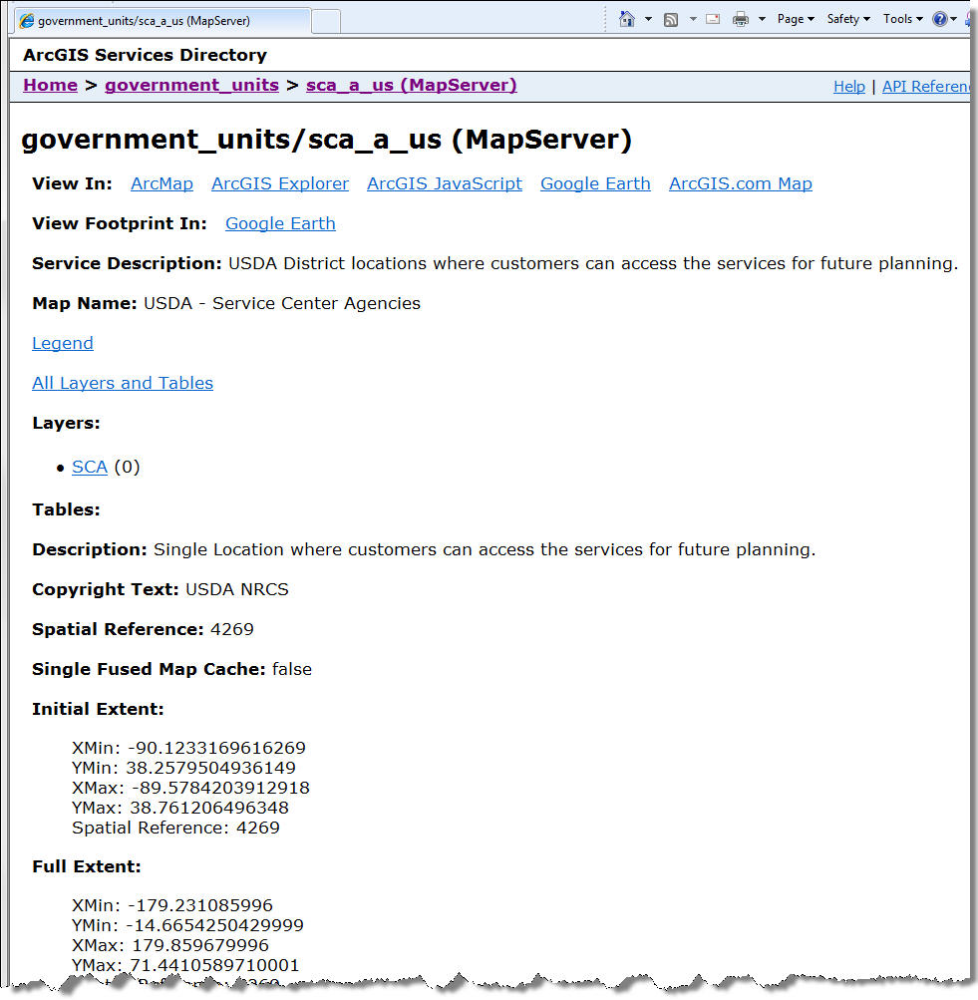 government_units/sca_a_us (MapServer)
Page Safety Tools
ArcGIS Services Directory
Home > government_units > sca_a_us (MapServer) Help | API
government_units/sca_a_us (MapServer)
View In: ArcMap ArcGIS Explorer ArcGIS JavaScript Google Earth ArcGIS.com Map
View Footprint In: Google Earth
Service Description: USDA District locations where customers can access the services for future planning.
Map Name: USDA - Service Center Agencies
Legend
All Layers and Tables
Layers:
• SCA (0)
Tables:
Description: Single Location where customers can access the services for future planning.
Copyright Text: USDA NRCS
Spatial Reference: 4269
Single Fused Map Cache: false
Initial Extent:
XMin: -90.1233169616269
YMin: 38.2579504936149
XMax: -89.5784203912918
YMax: 38.761206496348
Spatial Reference: 4269
Full Extent:
XMin: -179.231085996
YMin: -14.6654250429999
XMax: 179.859679996
YMax: 71.4410589710001